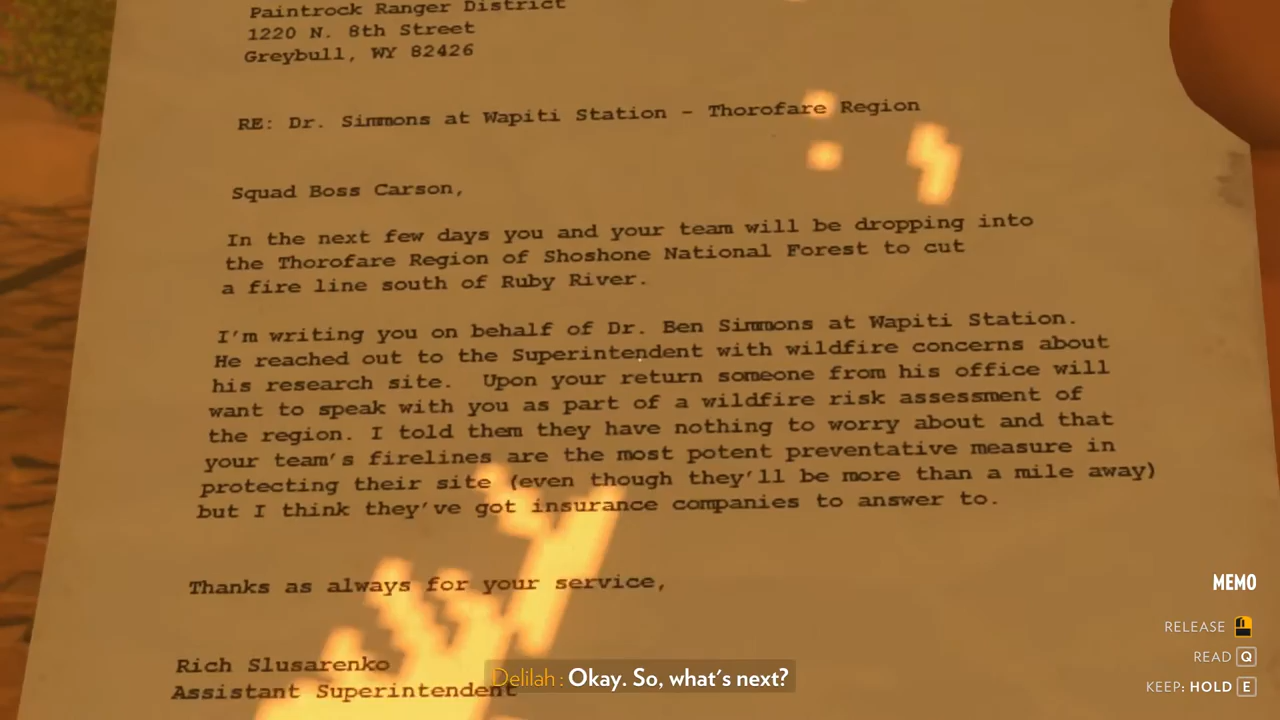 Paintrock Ranger District
1220 N. 8th Street
Greybull, WY 82426
RE: Dr. Simmons at Wapiti Station - Thorofare Region
Squad Boss Carson,
In the next few days you and your team will be dropping into
the Thorofare Region of Shoshone National Forest to cut
a fire line south of Ruby River.
I'm writing you on behalf of Dr. Ben Simmons at Wapiti Station.
He reached out to the Superintendent with wildfire concerns about
his research site. Upon your return someone from his office will
want to speak with you as part of a wildfire risk assessment of
the region. I told them they have nothing to worry about and that
your team's firelines are the most potent preventative measure in
protecting their site (even though they'll be more than a mile away)
but I think they've got insurance companies to answer to.
Thanks as always for your service,
Rich Slusarenko
Assistant Superintendent
Delilah : Okay. So, what's next?
MEMO
RELEASE
READ Q
KEEP: HOLD E